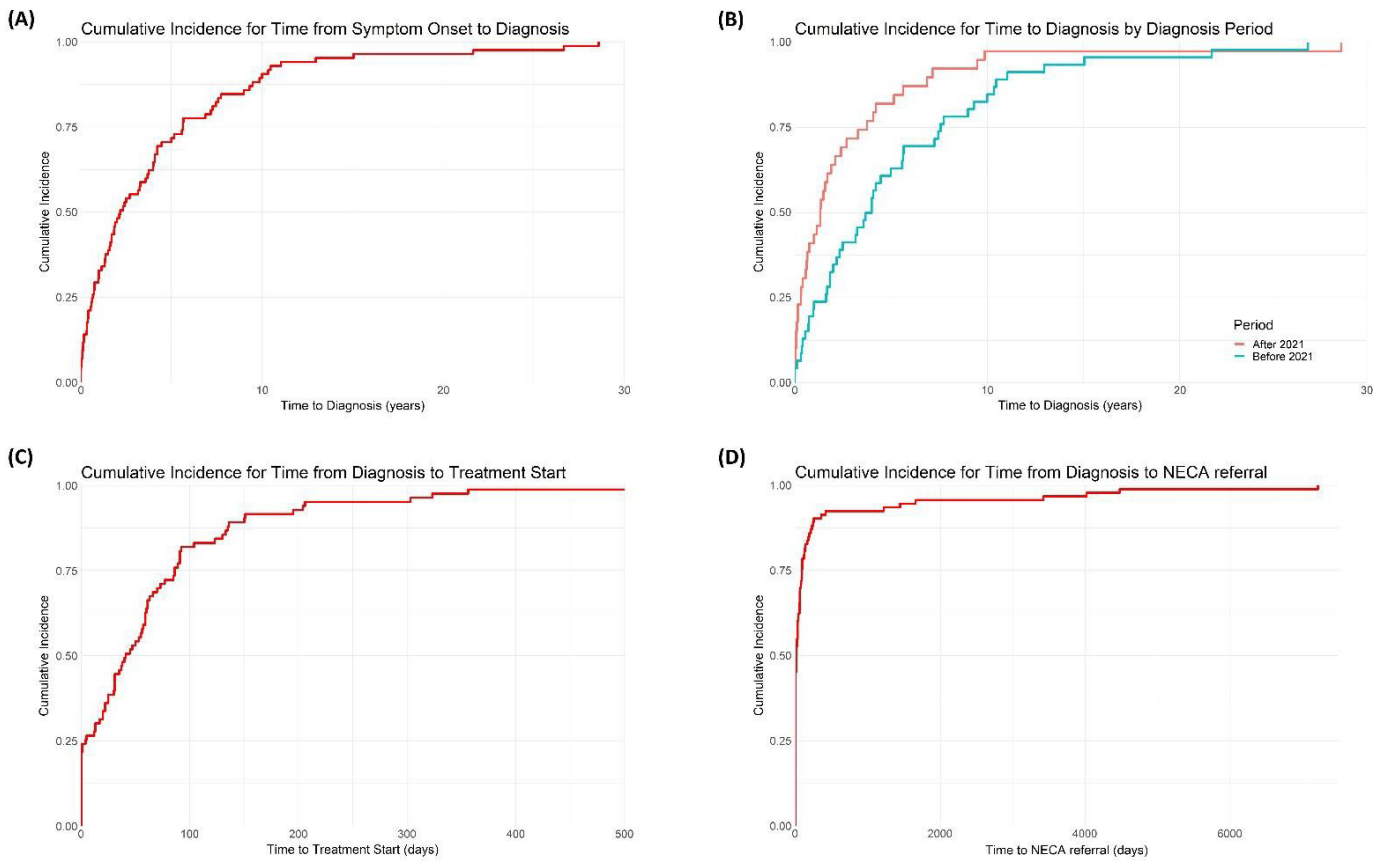 (A)
Cumulative Incidence for Time from Symptom Onset to Diagnosis
1.00
0.75
0.50
0.25
0.00
Cumulative Incidence
0 10 20 30
Time to Diagnosis (years)
(B)
Cumulative Incidence for Time to Diagnosis by Diagnosis Period
1.00
0.75
0.50
0.25
0.00
Cumulative Incidence
Period
After 2021
Before 2021
0 10 20 30
Time to Diagnosis (years)
(C)
Cumulative Incidence for Time from Diagnosis to Treatment Start
1.00
0.75
0.50
0.25
0.00
Cumulative Incidence
0 100 200 300 400 500
Time to Treatment Start (days)
(D)
Cumulative Incidence for Time from Diagnosis to NECA referral
1.00
0.75
0.50
0.25
0.00
Cumulative Incidence
0 2000 4000 6000
Time to NECA referral (days)